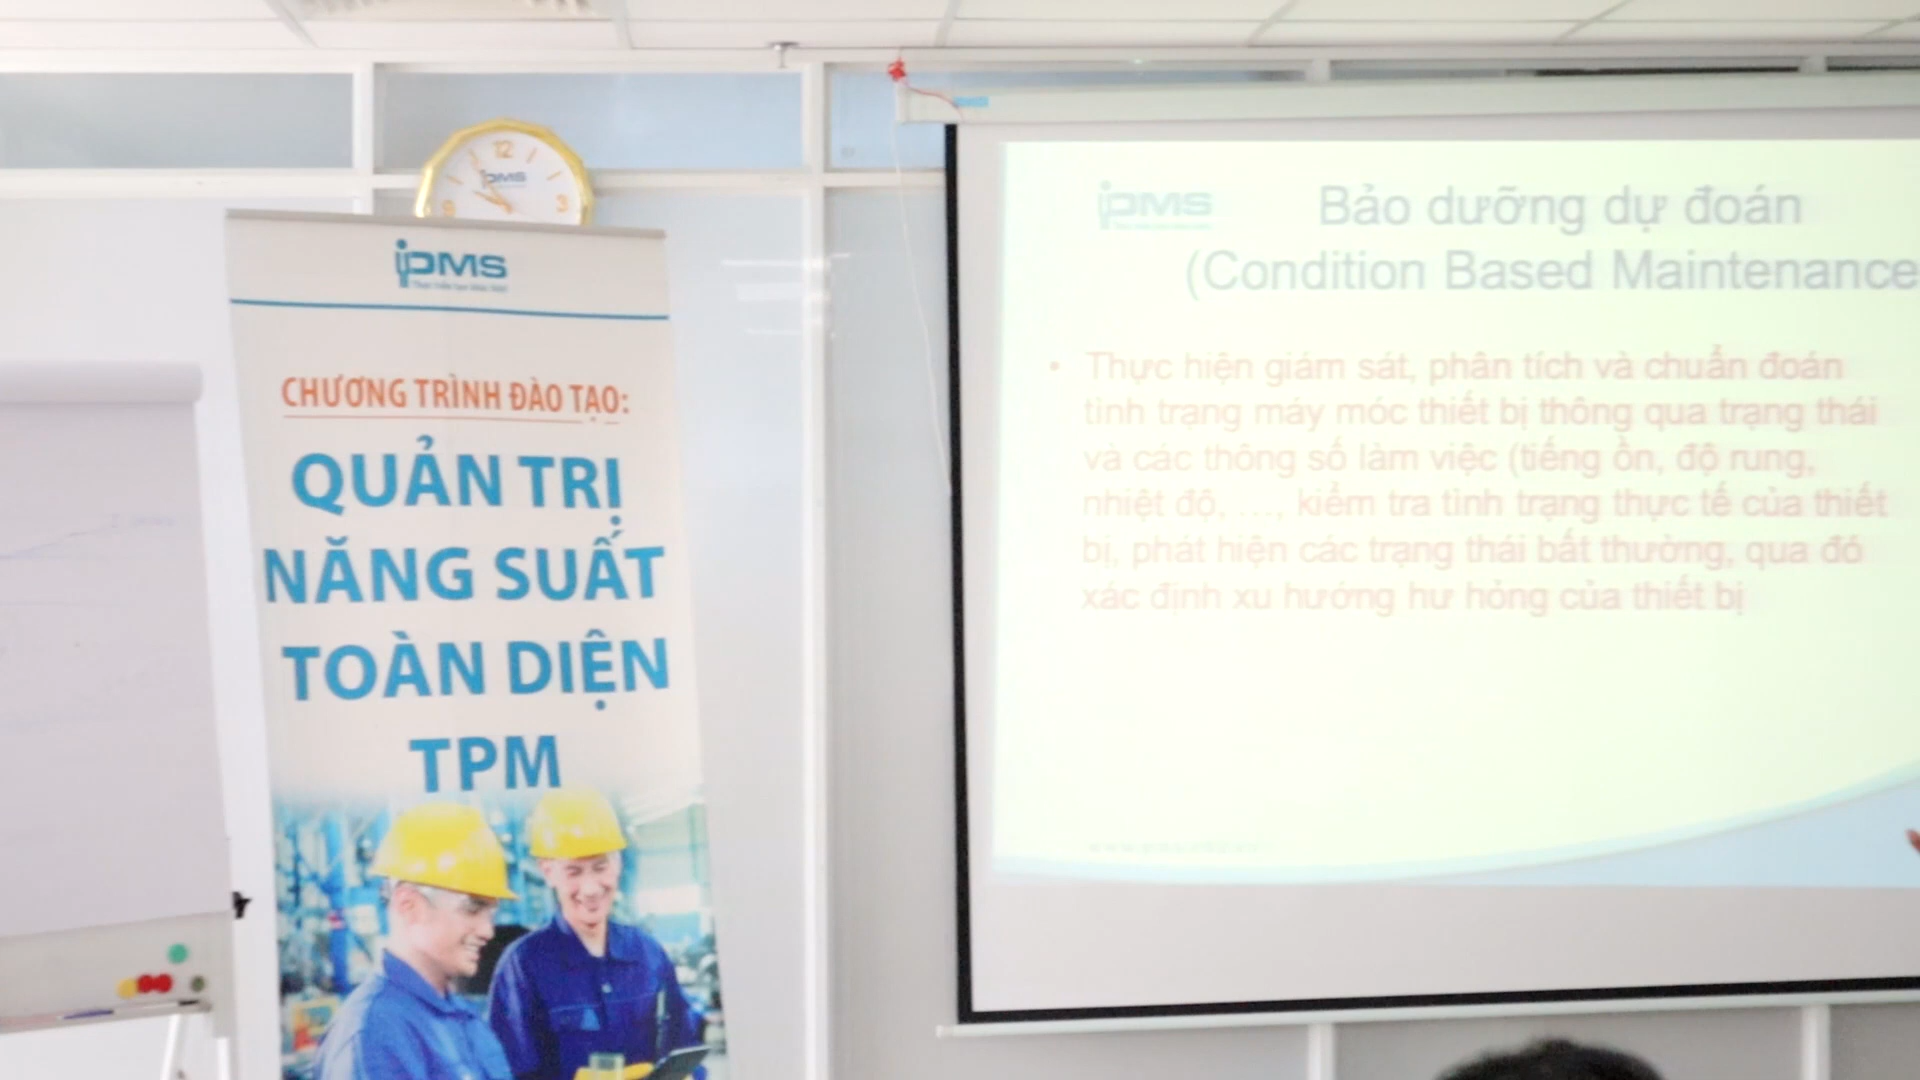 12
3
9
iPMS
iPMS
CHƯƠNG TRÌNH ĐÀO TẠO:
QUẢN TRỊ
NĂNG SUẤT
TOÀN DIỆN
TPM
iPMS
Bảo dưỡng dự đoán
(Condition Based Maintenance
• Thực hiện giám sát, phân tích và chuẩn đoán
tình trạng máy móc thiết bị thông qua trạng thái
và các thông số làm việc (tiếng ồn, độ rung,
nhiệt độ, …, kiểm tra tình trạng thực tế của thiết
bị, phát hiện các trạng thái bất thường, qua đó
xác định xu hướng hư hỏng của thiết bị